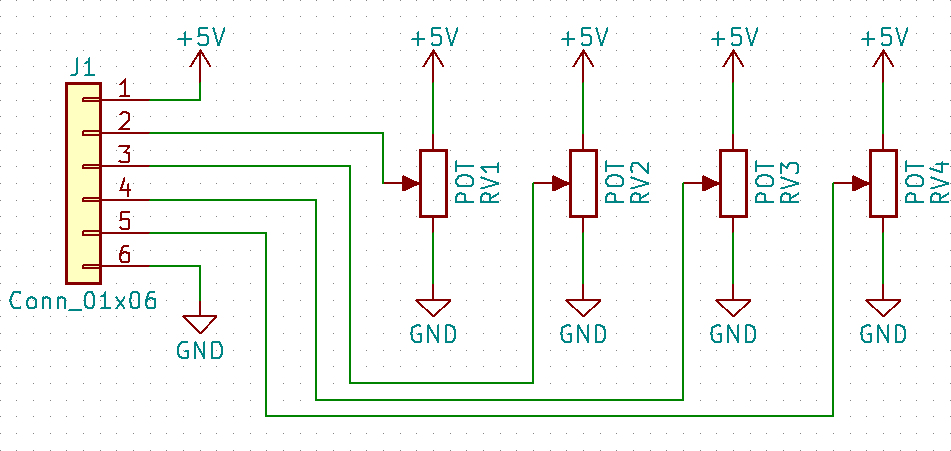 +5V +5V +5V +5V +5V
J1
1
2
3
4
5
6
POT
RV1
POT
RV2
POT
RV3
POT
RV4
Conn_01x06
GND GND GND GND GND